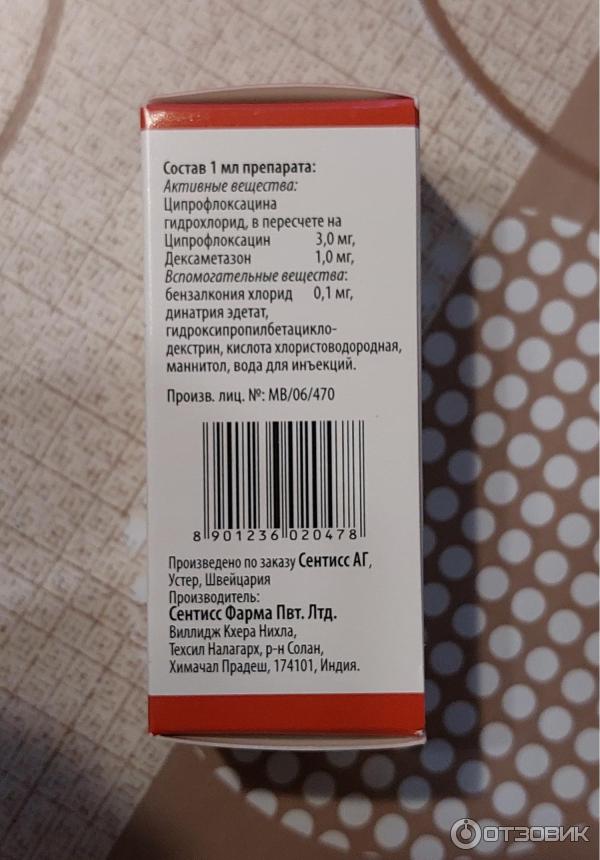 Состав 1 мл препарата:
Активные вещества:
Ципрофлоксацина
гидрохлорид, в пересчете на
Ципрофлоксацин 3,0 мг,
Дексаметазон 1,0 мг,
Вспомогательные вещества:
бензалкония хлорид 0,1 мг,
динатрия эдетат,
гидроксипропилбетацикло-
декстрин, кислота хлористоводородная,
маннитол, вода для инъекций.
Произв. лиц. №: MB/06/470
8 901236 020478
Произведено по заказу Сентисс АГ,
Устер, Швейцария
Производитель:
Сентисс Фарма Пвт. Лтд.
Виллидж Кхера Нихла,
Техсил Налагарх, р-н Солан,
Химачал Прадеш, 174101, Индия.
ОТЗОВИК